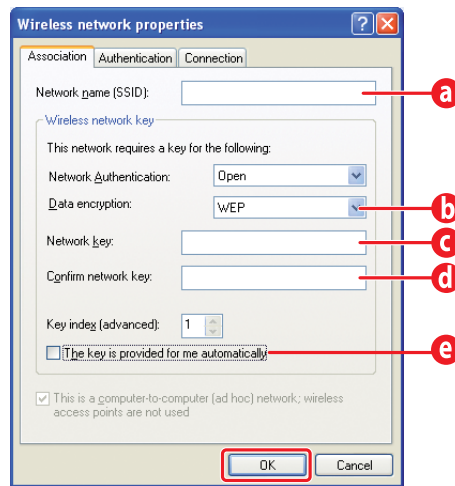 Wireless network properties
Association Authentication Connection
Network name (SSID): a
Wireless network key
This network requires a key for the following:
Network Authentication: Open
Data encryption: WEP b
Network key: c
Confirm network key: d
Key index (advanced): 1
The key is provided for me automatically e
This is a computer-to-computer (ad hoc) network; wireless
access points are not used
OK Cancel